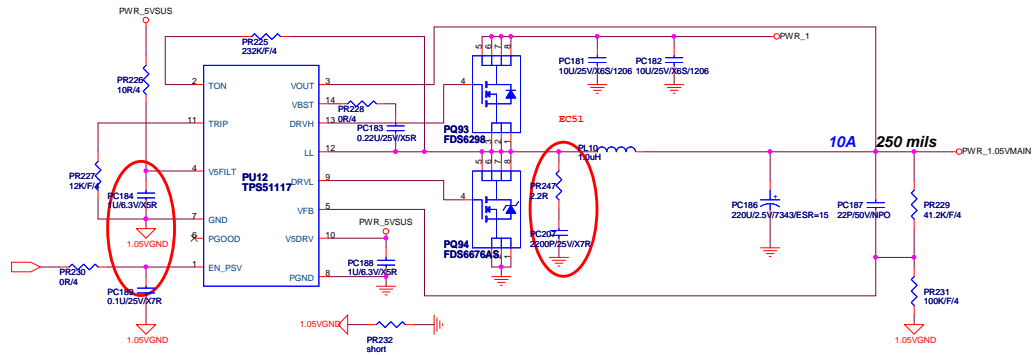 PWR_5VSUS
PR225
232K/F/4
PR226
10R/4
2
TON
VOUT
3
VBST
14
PR228
0R/4
11
TRIP
DRVH
13
PC183
0.22U/25V/X5R
LL
12
PR227
12K/F/4
4
V5FILT
PU12
TPS51117
DRVL
9
PC184
1U/6.3V/X5R
7
GND
VFB
5
1.05VGND
6
PGOOD
V5DRV
10
PWR_5VSUS
1
EN_PSV
PGND
8
PC188
1U/6.3V/X5R
PR230
0R/4
PC189
0.1U/25V/X7R
1.05VGND
1.05VGND
PR232
short
5
6
7
8
4
PQ93
FDS6298
3
2
1
PWR_1
PC181
10U/25V/X6S/1206
PC182
10U/25V/X6S/1206
EC51
PL10
1.0uH
5
6
7
8
4
PQ94
FDS6676AS
3
2
1
PR247
2.2R
PC207
2200P/25V/X7R
10A
250 mils
PWR_1.05VMAIN
PC186
220U/2.5V/7343/ESR=15
+
PC187
22P/50V/NPO
PR229
41.2K/F/4
PR231
100K/F/4
1.05VGND